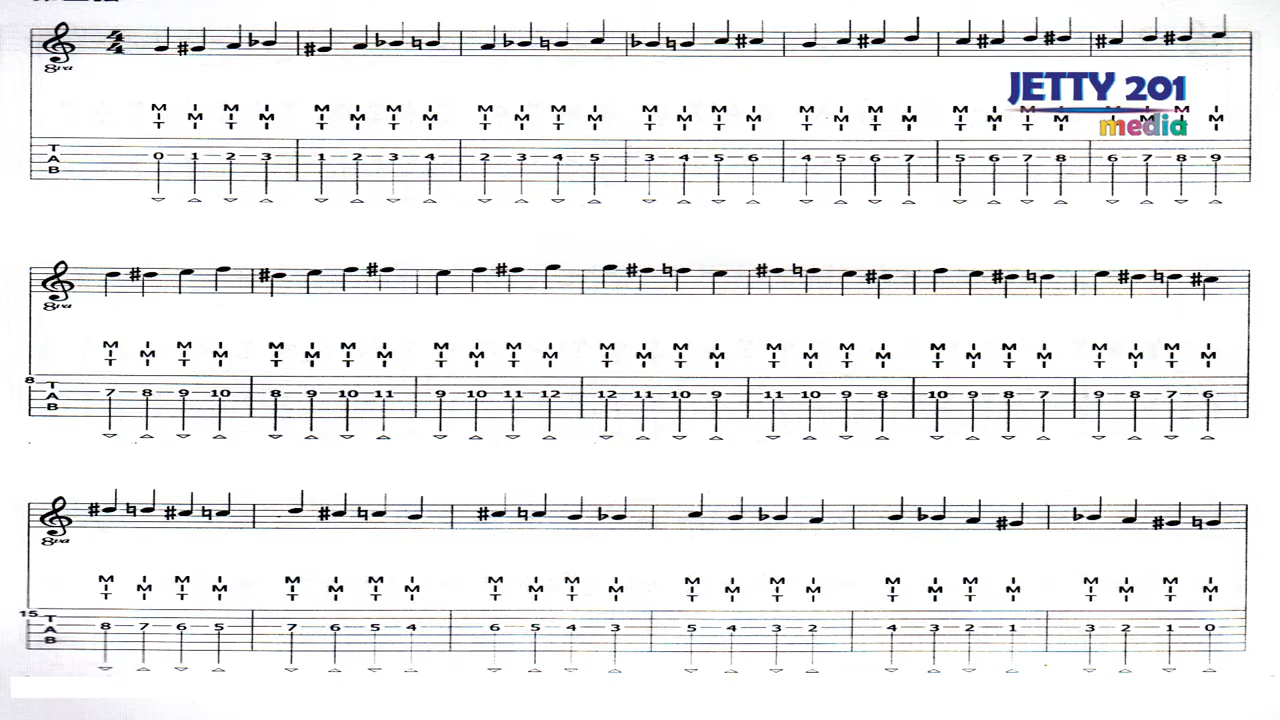 8va
JETTY 201
media
M I M I M I M I M I M I M I M I M I M I M I M I M I M I
I M I M I M I M I M I M I M I M I M I M I M I M I M I M
T I T I T I T I T I T I T I T I T I T I T I T I T I T I
T A B
0 1 2 3 1 2 3 4 2 3 4 5 3 4 5 6 4 5 6 7 5 6 7 8 6 7 8 9
8va
M I M I M I M I M I M I M I M I M I M I M I M I M I M I
I M I M I M I M I M I M I M I M I M I M I M I M I M I M
T I T I T I T I T I T I T I T I T I T I T I T I T I T I
8
T A B
7 8 9 10 8 9 10 11 9 10 11 12 12 11 10 9 11 10 9 8 10 9 8 7 9 8 7 6
8va
M I M I M I M I M I M I M I M I M I M I M I M I
I M I M I M I M I M I M I M I M I M I M I M I M
T I T I T I T I T I T I T I T I T I T I T I T I
15
T A B
8 7 6 5 7 6 5 4 6 5 4 3 5 4 3 2 4 3 2 1 3 2 1 0